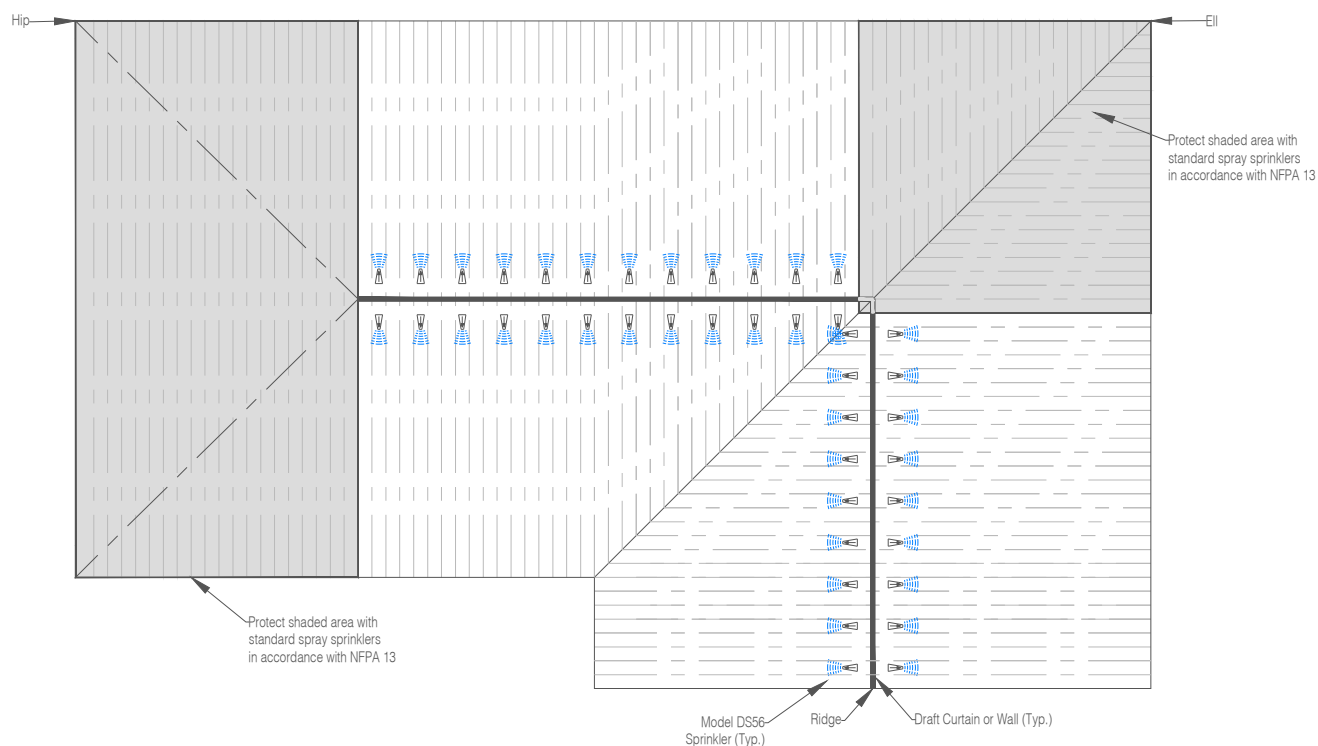 Hip
Ell
Protect shaded area with
standard spray sprinklers
in accordance with NFPA 13
Protect shaded area with
standard spray sprinklers
in accordance with NFPA 13
Model DS56
Sprinkler (Typ.)
Ridge
Draft Curtain or Wall (Typ.)